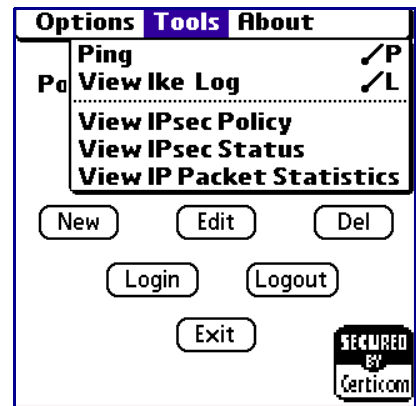 Options Tools About
Ping ⁄P
Po
View Ike Log ⁄L
View IPsec Policy
View IPsec Status
View IP Packet Statistics
New Edit Del
Login Logout
Exit
SECURED
BY
Certicom